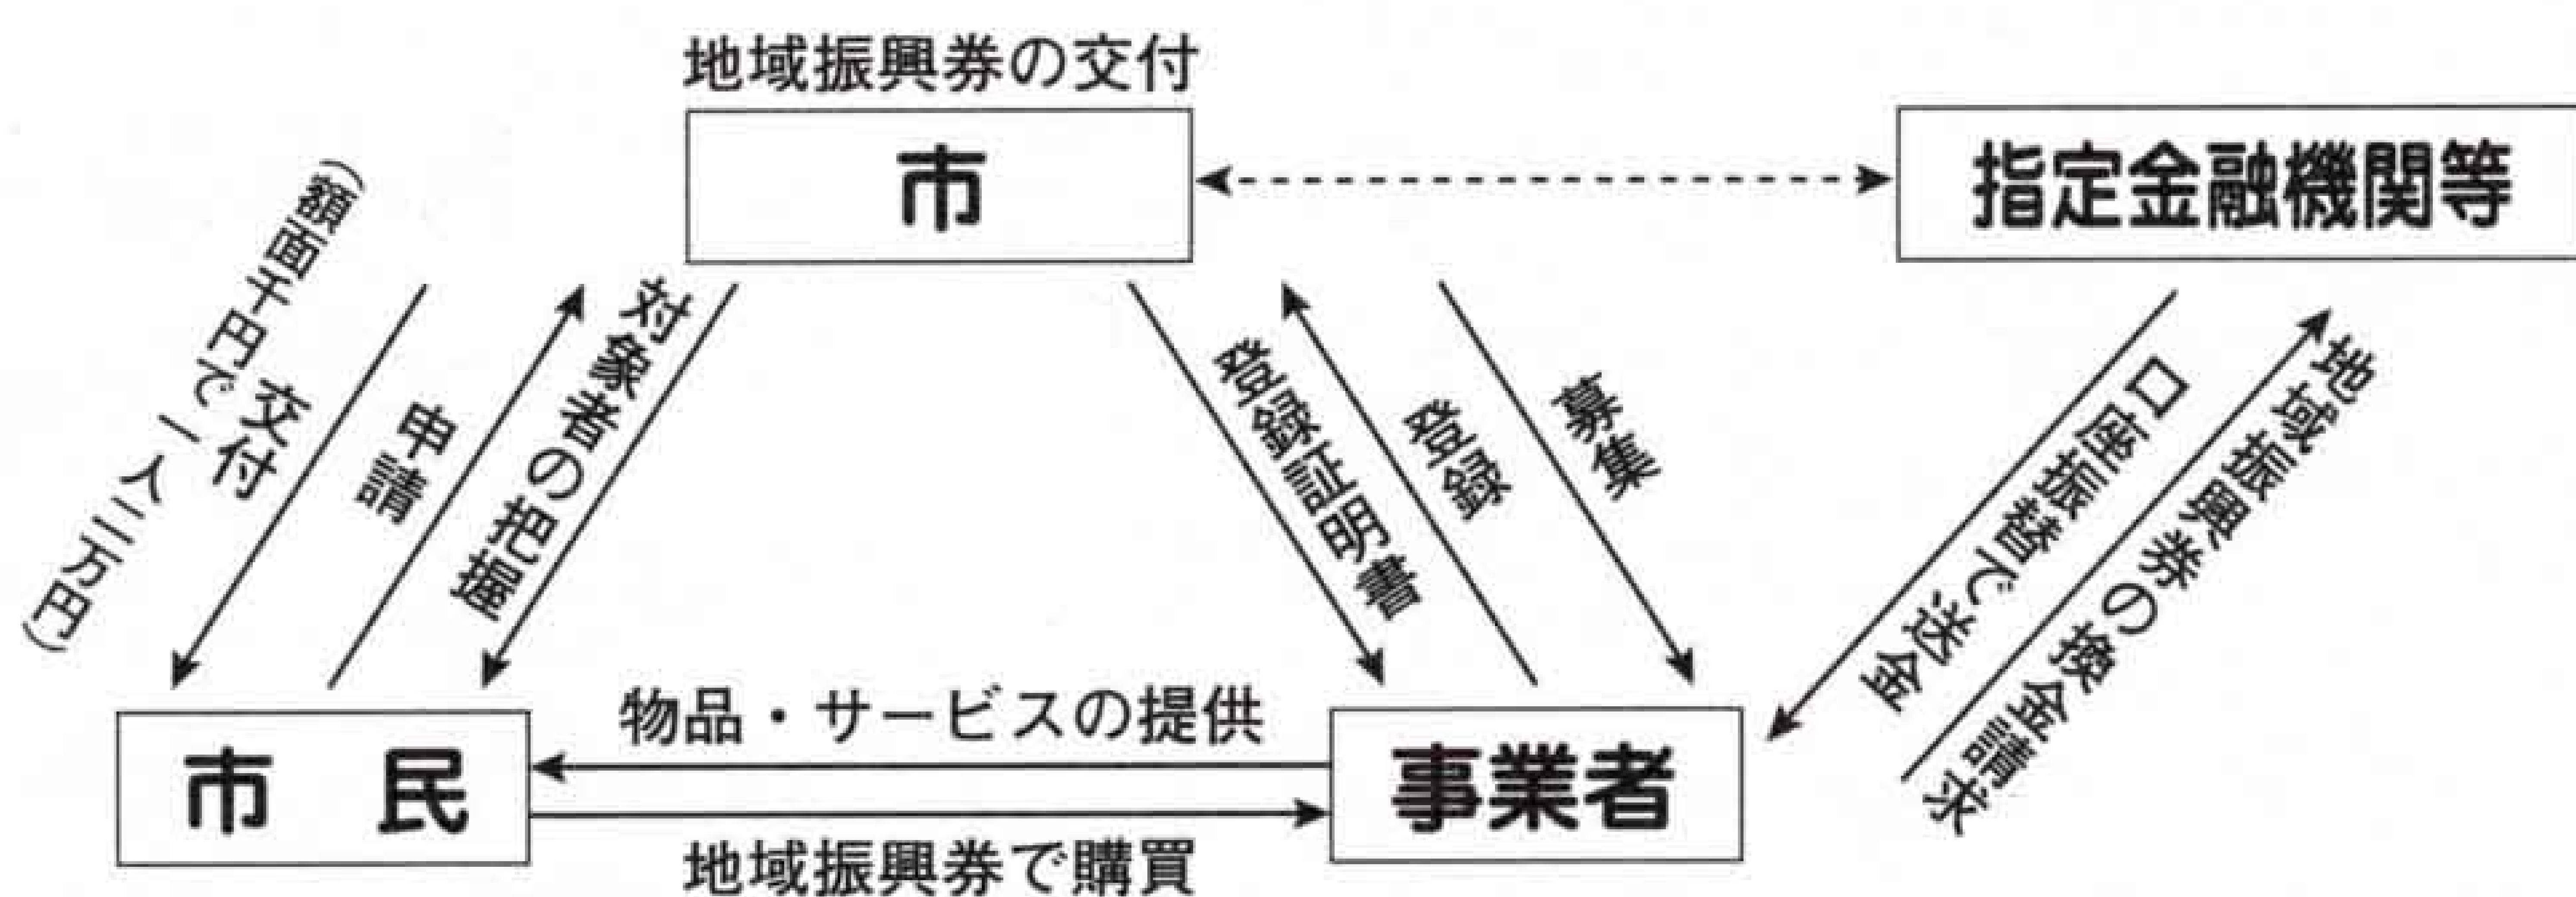 地域振興券の交付
市
指定金融機関等
(額面千円で一人二万円)
交付
申請
対象者の把握
登録証明書
登録
募集
口座振替で送金
地域振興券の換金請求
物品・サービスの提供
市 民
事業者
地域振興券で購買